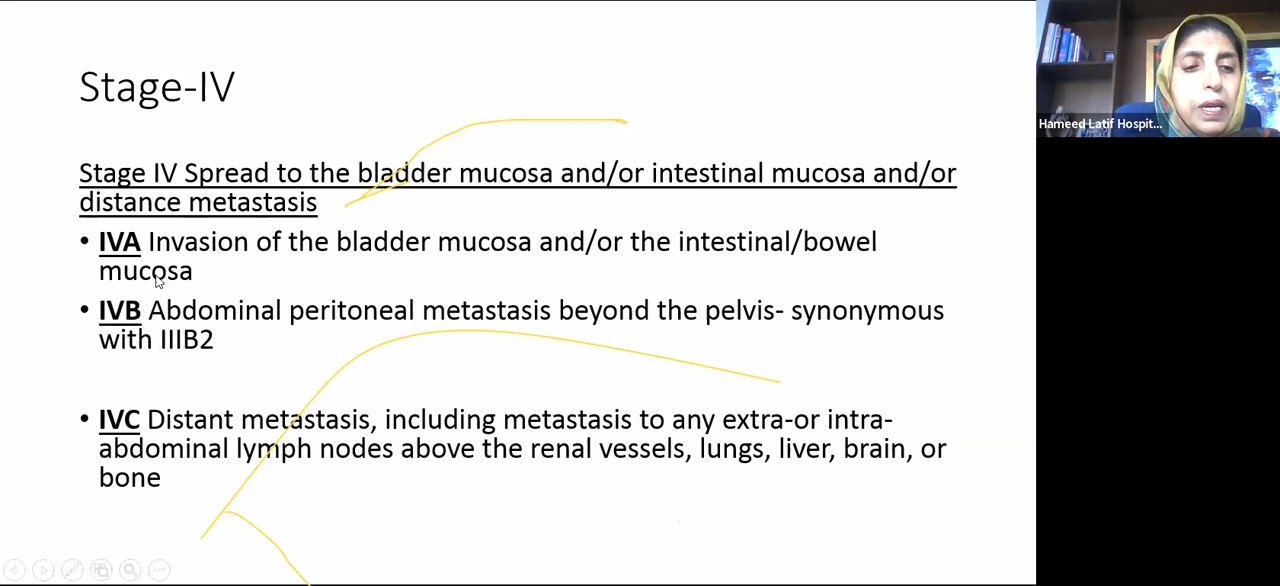 Stage-IV
Stage IV Spread to the bladder mucosa and/or intestinal mucosa and/or
distance metastasis
• IVA Invasion of the bladder mucosa and/or the intestinal/bowel
mucosa
• IVB Abdominal peritoneal metastasis beyond the pelvis- synonymous
with IIIB2
• IVC Distant metastasis, including metastasis to any extra-or intra-
abdominal lymph nodes above the renal vessels, lungs, liver, brain, or
bone
Hameed Latif Hospit...